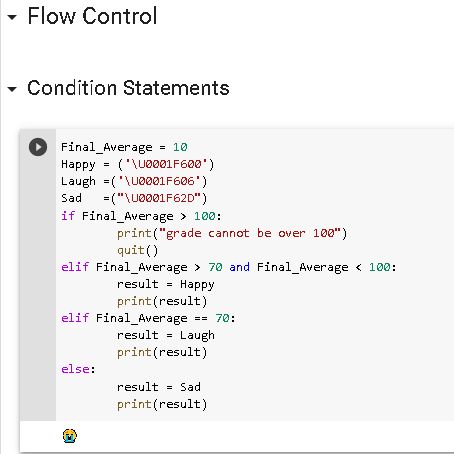 Flow Control
Condition Statements
Final_Average = 10
Happy = ('\U0001F600')
Laugh =('\U0001F606')
Sad   =("\U0001F62D")
if Final_Average > 100:
        print("grade cannot be over 100")
        quit()
elif Final_Average > 70 and Final_Average < 100:
        result = Happy
        print(result)
elif Final_Average == 70:
        result = Laugh
        print(result)
else:
        result = Sad
        print(result)
😭